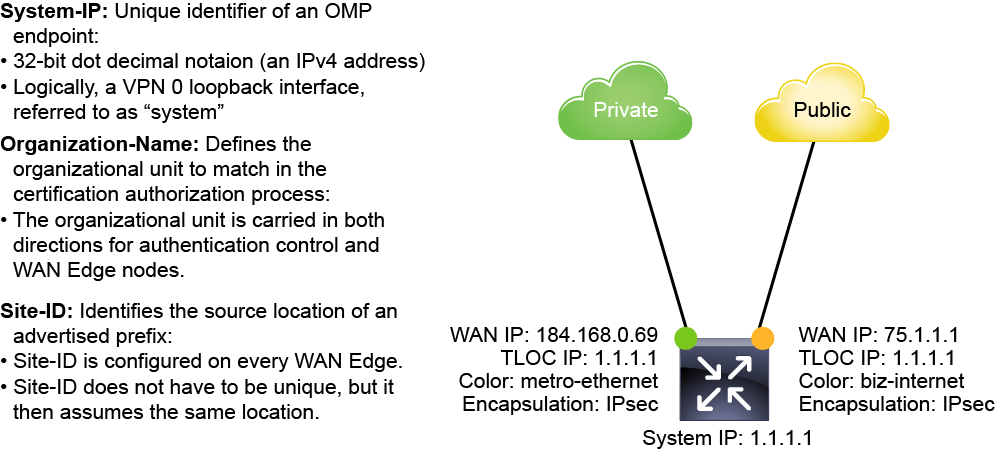 System-IP: Unique identifier of an OMP
endpoint:
• 32-bit dot decimal notaion (an IPv4 address)
• Logically, a VPN 0 loopback interface,
referred to as “system”
Organization-Name: Defines the
organizational unit to match in the
certification authorization process:
• The organizational unit is carried in both
directions for authentication control and
WAN Edge nodes.
Site-ID: Identifies the source location of an
advertised prefix:
• Site-ID is configured on every WAN Edge.
• Site-ID does not have to be unique, but it
then assumes the same location.
Private
Public
WAN IP: 184.168.0.69
TLOC IP: 1.1.1.1
Color: metro-ethernet
Encapsulation: IPsec
WAN IP: 75.1.1.1
TLOC IP: 1.1.1.1
Color: biz-internet
Encapsulation: IPsec
System IP: 1.1.1.1